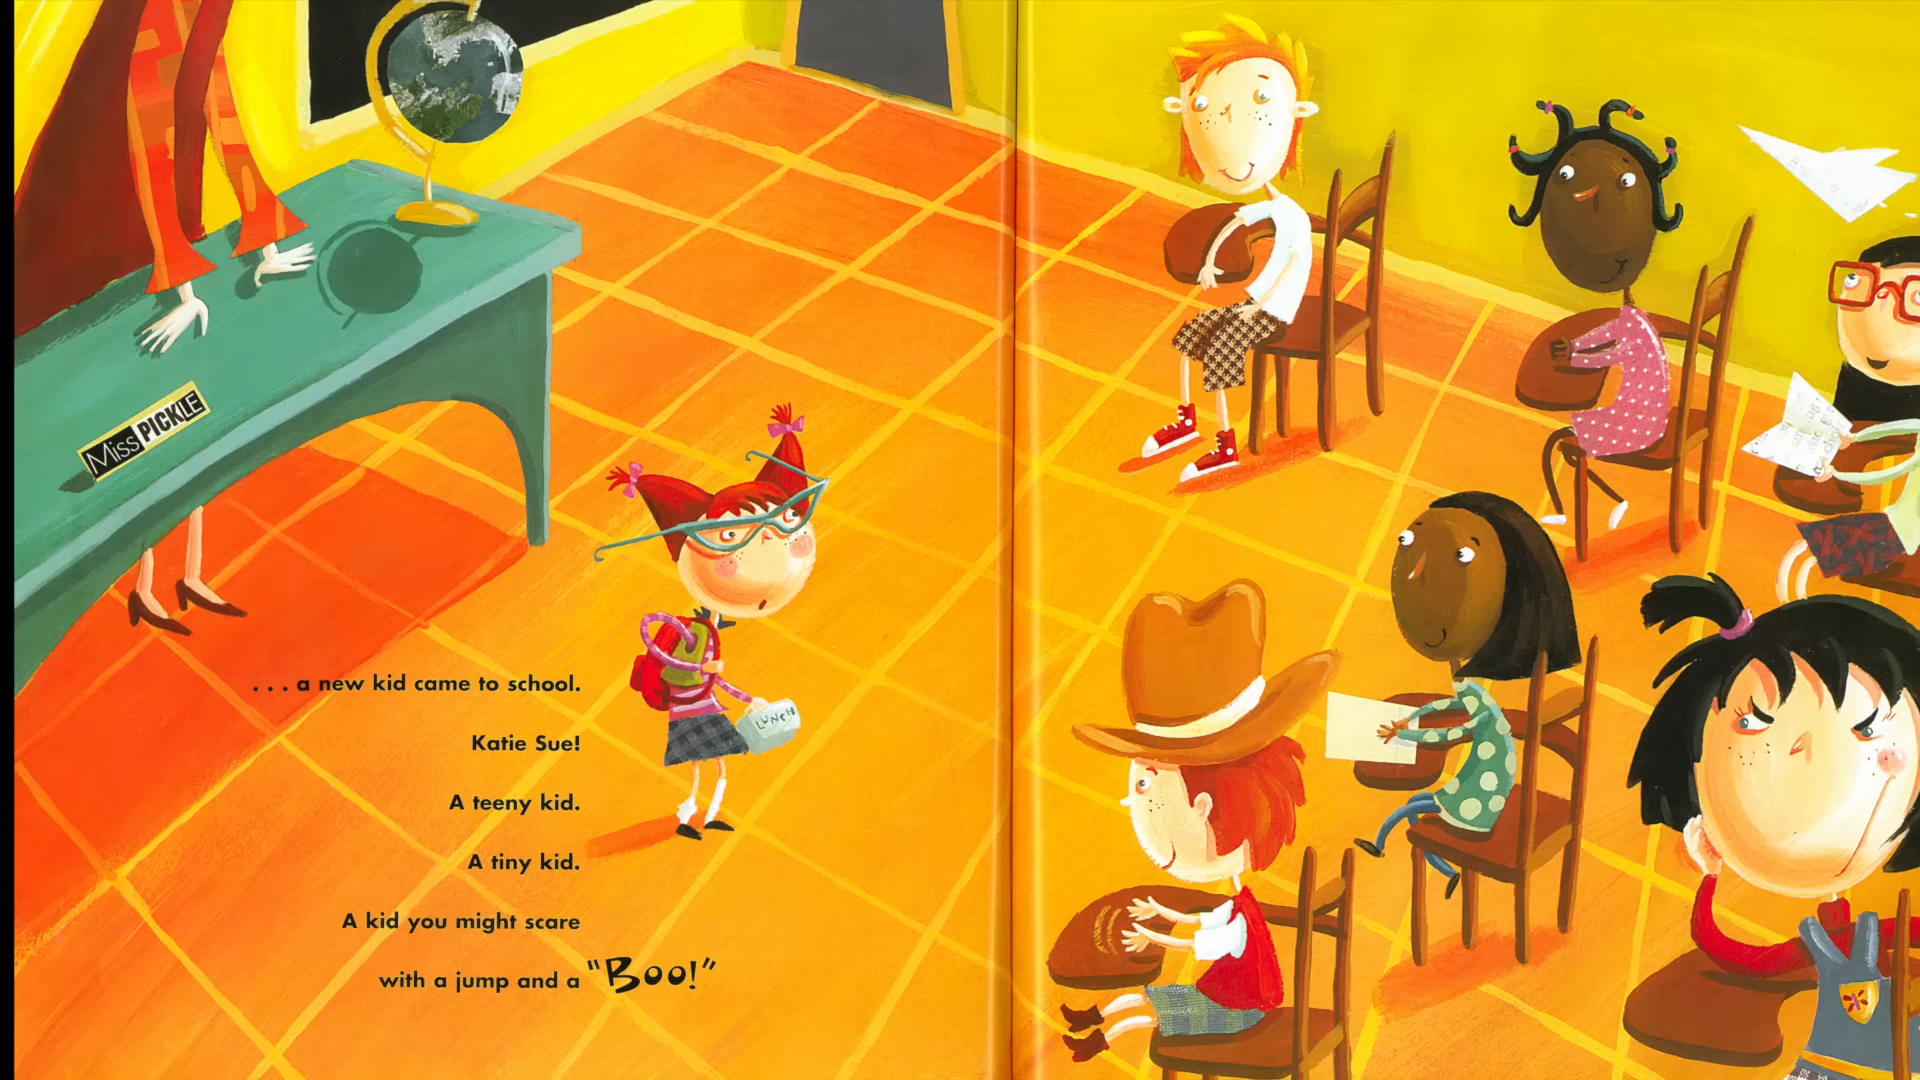 Miss PICKLE
LUNCH
. . . a new kid came to school.
Katie Sue!
A teeny kid.
A tiny kid.
A kid you might scare
with a jump and a "Boo!"